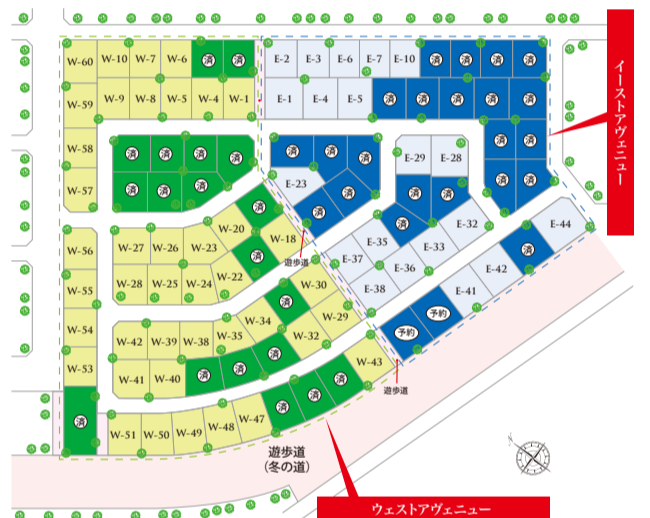 W-60 W-10 W-7 W-6 済 済 E-2 E-3 E-6 E-7 E-10 済 済 済 済
W-59 W-9 W-8 W-5 W-4 W-1 E-1 E-4 E-5 済 済 済 済 済
イーストアヴェニュー
W-58 済 済 済 済 済 済 済 E-29 E-28 済 済
W-57 済 済 済 E-23 済 済 済 済 済 済
W-20 済 済 済 E-32 E-44
W-56 W-27 W-26 W-23 W-18 E-35 E-33 済
W-55 W-28 W-25 W-24 W-22 済 遊歩道 E-37 E-36 E-42
W-30 E-38 E-41
W-54 W-34 済 W-29 予約
W-42 W-39 W-38 W-35 W-32 予約
W-53 W-41 W-40 済 済 済 W-43
済 済 済 済 遊歩道
W-51 W-50 W-49 W-48 W-47
遊歩道
(冬の道)
N
ウェストアヴェニュー